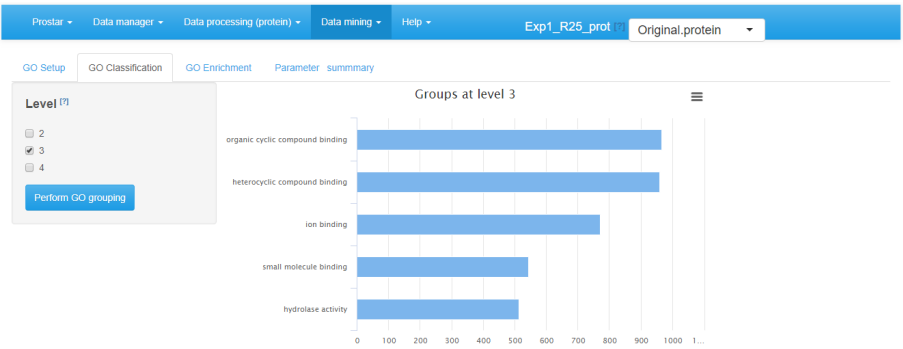 Prostar Data manager Data processing (protein) Data mining Help Exp1_R25_prot [?] Original.protein
GO Setup GO Classification GO Enrichment Parameter summmary
Level [?]
2
3
4
Perform GO grouping
Groups at level 3
organic cyclic compound binding
heterocyclic compound binding
ion binding
small molecule binding
hydrolase activity
0 100 200 300 400 500 600 700 800 900 1000 1...